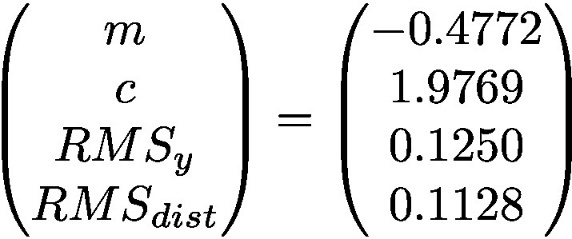 m = −0.4772
c = 1.9769
RMS_y = 0.1250
RMS_dist = 0.1128